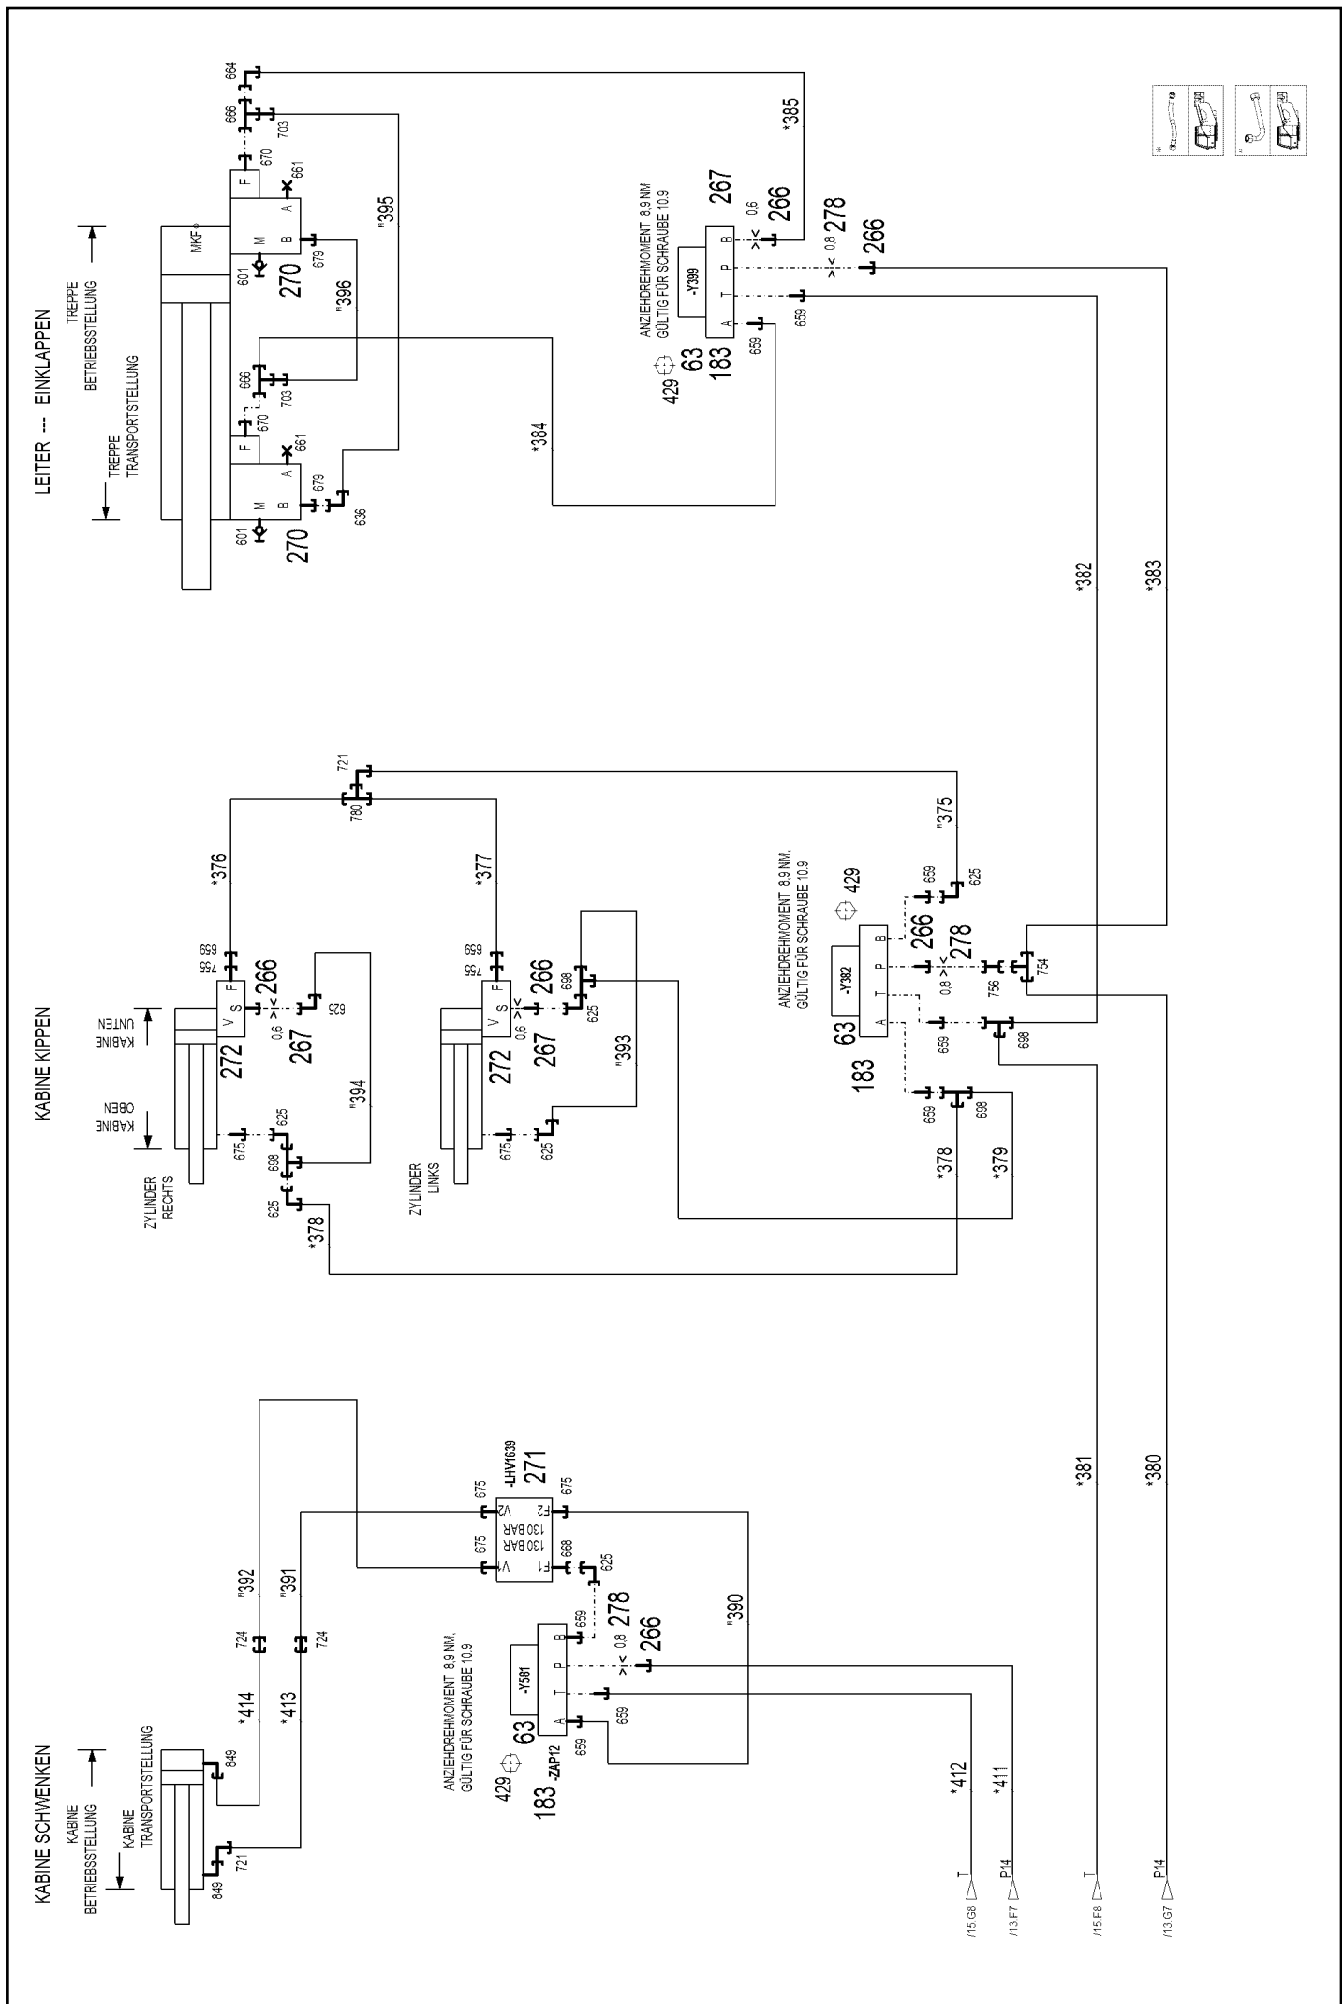 KABINE SCHWENKEN
KABINE
BETRIEBSSTELLUNG
KABINE
TRANSPORTSTELLUNG
849
849
721
*414
*413
724
724
"392
"391
ANZIEHDREHMOMENT 8,9 NM.
GÜLTIG FÜR SCHRAUBE 10.9
429
63
183
-ZAP12
-Y581
A
T
P
B
659
659
659
0,8
278
266
625
668
675
675
675
V1
V2
130 BAR
130 BAR
F1
F2
-LHV1639
271
"390
*412
*411
T
/15.G8
P14
/13.F7
T
/15.F8
P14
/13.G7
*381
*380
KABINE KIPPEN
KABINE
OBEN
KABINE
UNTEN
ZYLINDER
RECHTS
675
625
698
625
*378
"394
272
V
S
F
0,6
267
266
625
755
659
*376
ZYLINDER
LINKS
675
625
"393
272
V
S
F
0,6
267
266
625
698
755
659
*377
780
721
"375
ANZIEHDREHMOMENT 8,9 NM.
GÜLTIG FÜR SCHRAUBE 10.9
429
63
183
-Y382
A
T
P
B
659
698
659
698
266
278
0,8
756
754
659
625
*378
*379
*382
*383
LEITER --- EINKLAPPEN
TREPPE
TRANSPORTSTELLUNG
TREPPE
BETRIEBSSTELLUNG
MKF
601
270
M
B
A
F
661
679
636
670
666
703
601
270
M
B
A
F
661
679
670
666
703
664
"396
"395
*384
*385
ANZIEHDREHMOMENT 8,9 NM
GÜLTIG FÜR SCHRAUBE 10.9
429
63
183
-Y399
A
T
P
B
659
659
267
0,6
266
0,8
278
266